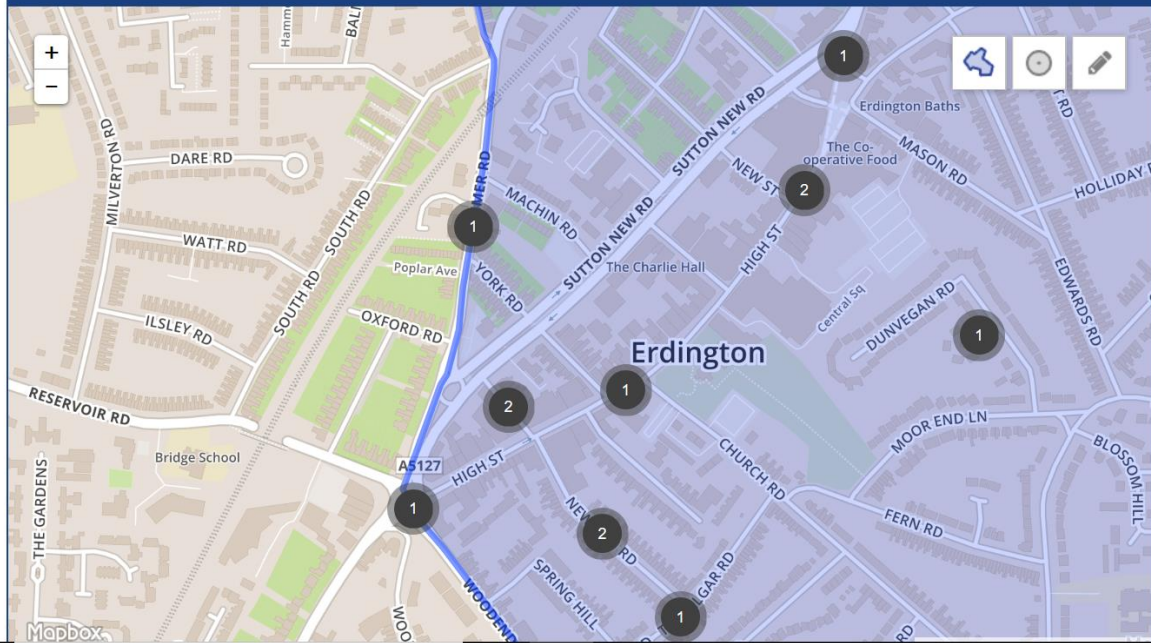 +
−
1
BAL
DARE RD
MILVERTON RD
WATT RD
SOUTH RD
SOUTH RD
ILSLEY RD
OXFORD RD
Poplar Ave
RESERVOIR RD
Bridge School
THE GARDENS
A5127
MER RD
1
MACHIN RD
YORK RD
SUTTON NEW RD
SUTTON NEW RD
The Charlie Hall
NEW ST
2
HIGH ST
Erdington Baths
The Co-
operative Food
MASON RD
HOLLIDAY
EDWARDS RD
Central Sq
DUNVEGAN RD
1
Erdington
1
2
HIGH ST
1
NEW
RD
2
CHURCH RD
MOOR END LN
BLOSSOM HILL
FERN RD
GAR RD
SPRING HILL
1
WOODEND
WOO
Mapbox